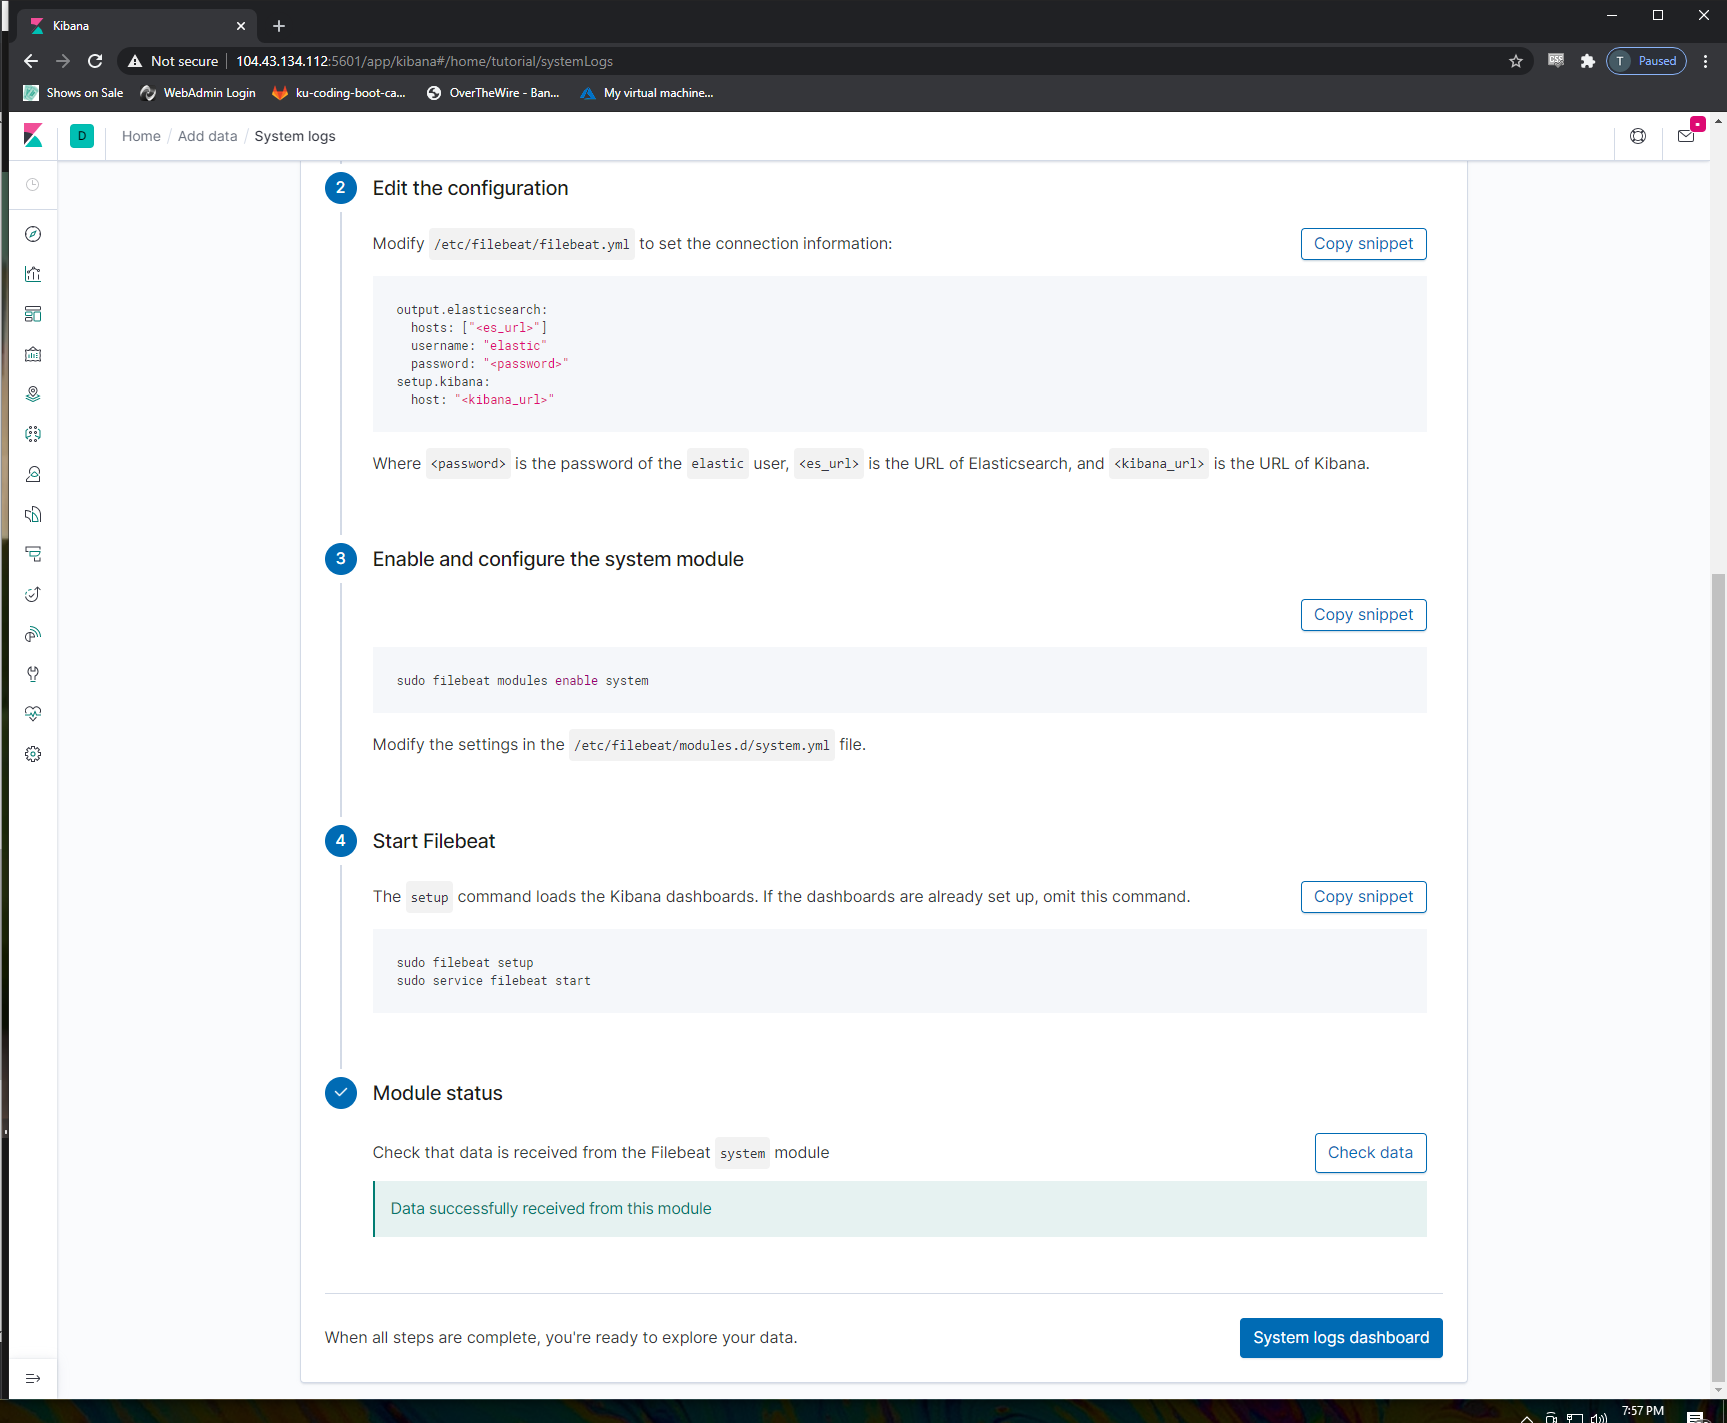 Kibana
Not secure
104.43.134.112:5601/app/kibana#/home/tutorial/systemLogs
T Paused
Shows on Sale
WebAdmin Login
ku-coding-boot-ca...
OverTheWire - Ban...
My virtual machine...
D
Home / Add data / System logs
2 Edit the configuration
Modify /etc/filebeat/filebeat.yml to set the connection information:
Copy snippet
output.elasticsearch:
  hosts: ["<es_url>"]
  username: "elastic"
  password: "<password>"
setup.kibana:
  host: "<kibana_url>"
Where <password> is the password of the elastic user, <es_url> is the URL of Elasticsearch, and <kibana_url> is the URL of Kibana.
3 Enable and configure the system module
Copy snippet
sudo filebeat modules enable system
Modify the settings in the /etc/filebeat/modules.d/system.yml file.
4 Start Filebeat
The setup command loads the Kibana dashboards. If the dashboards are already set up, omit this command.
Copy snippet
sudo filebeat setup
sudo service filebeat start
Module status
Check that data is received from the Filebeat system module
Check data
Data successfully received from this module
When all steps are complete, you're ready to explore your data.
System logs dashboard
7:57 PM